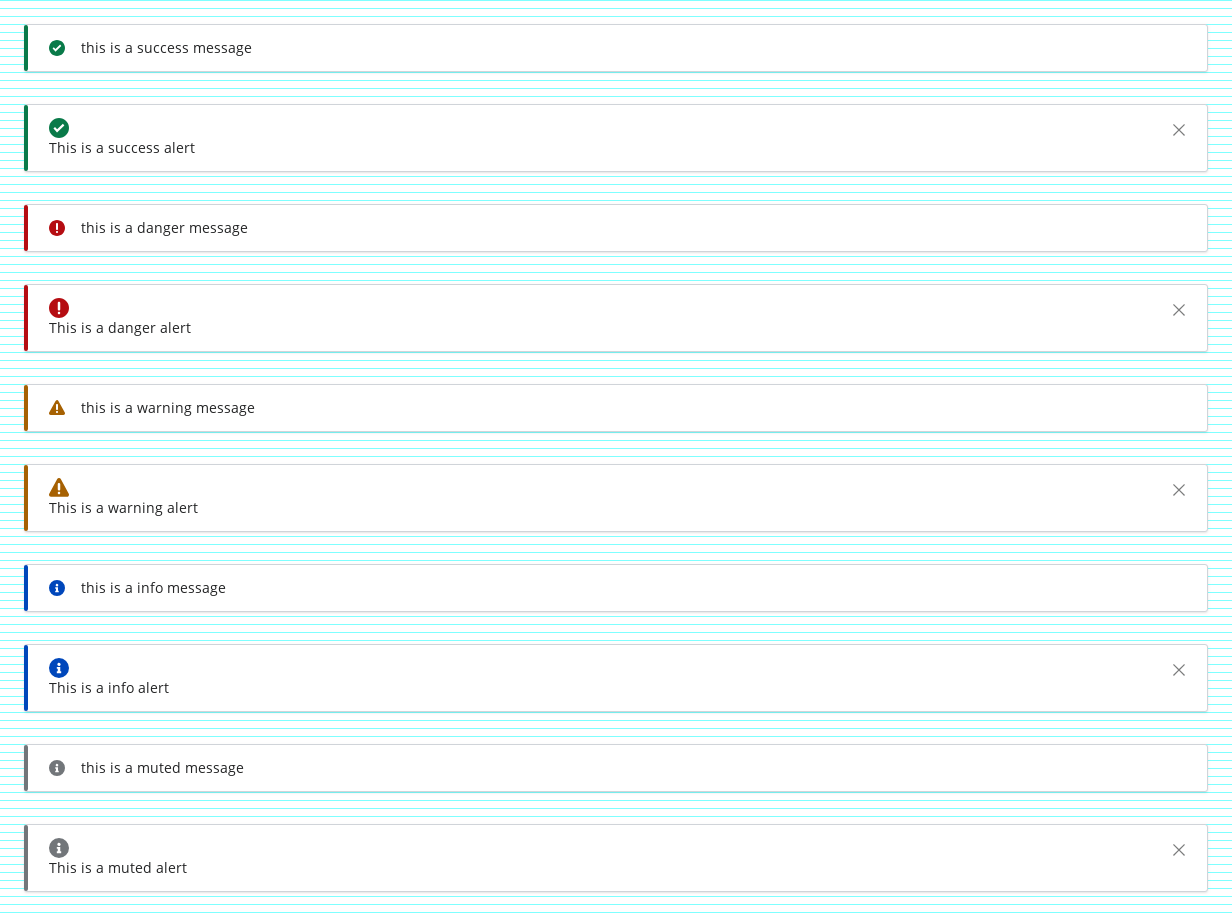 this is a success message
This is a success alert
this is a danger message
This is a danger alert
this is a warning message
This is a warning alert
this is a info message
This is a info alert
this is a muted message
This is a muted alert